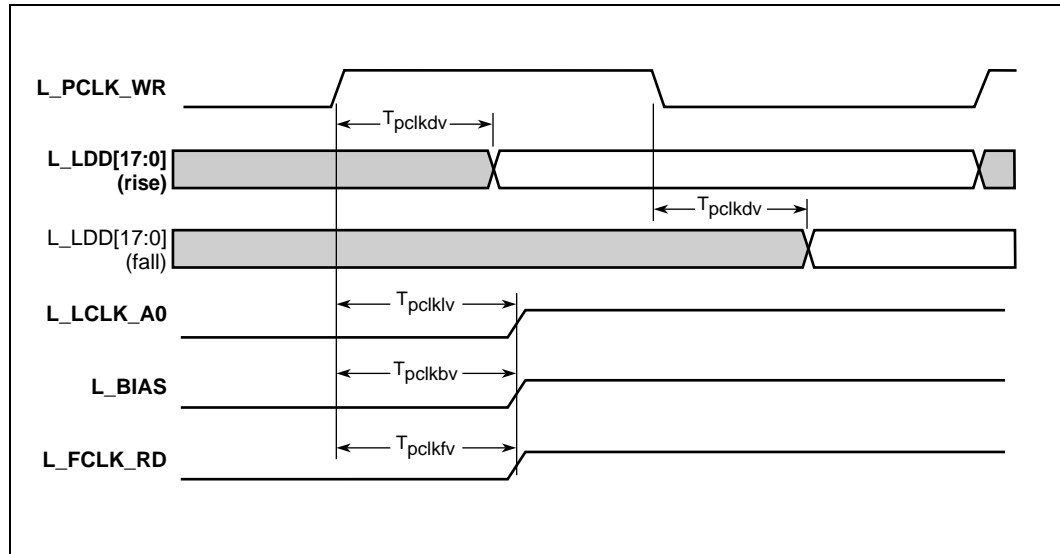 L_PCLK_WR
Tpclkdv
L_LDD[17:0]
(rise)
Tpclkdv
L_LDD[17:0]
(fall)
Tpclklv
L_LCLK_A0
Tpclkbv
L_BIAS
Tpclkfv
L_FCLK_RD